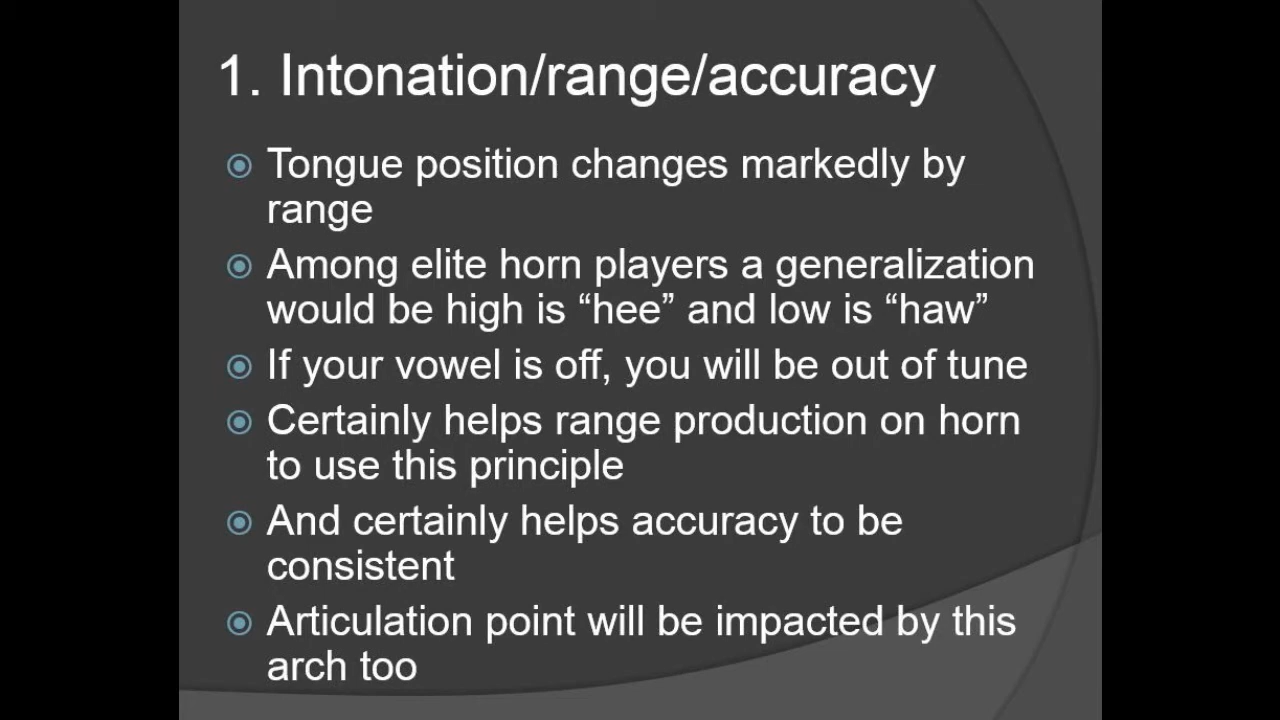 1. Intonation/range/accuracy
Tongue position changes markedly by
range
Among elite horn players a generalization
would be high is “hee” and low is “haw”
If your vowel is off, you will be out of tune
Certainly helps range production on horn
to use this principle
And certainly helps accuracy to be
consistent
Articulation point will be impacted by this
arch too